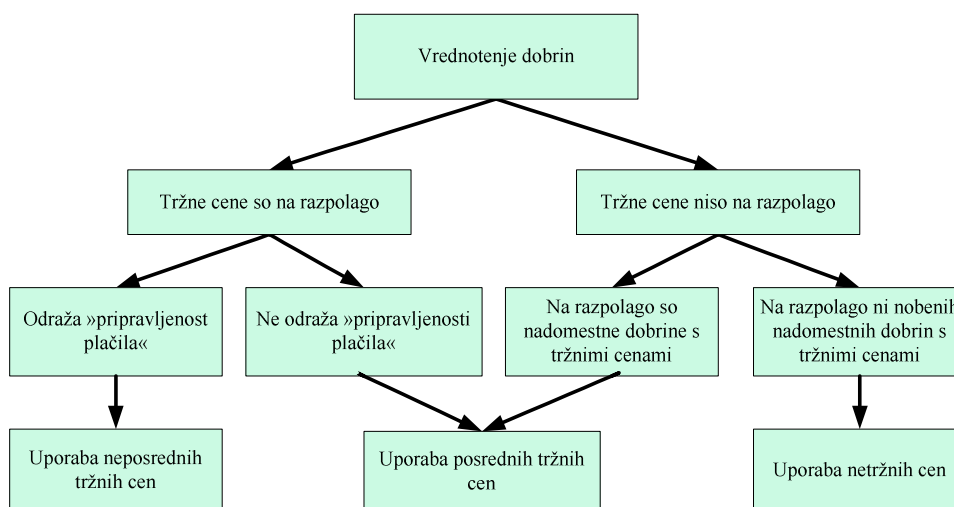 Vrednotenje dobrin
Tržne cene so na razpolago
Tržne cene niso na razpolago
Odraža »pripravljenost
plačila«
Ne odraža »pripravljenosti
plačila«
Na razpolago so
nadomestne dobrine s
tržnimi cenami
Na razpolago ni nobenih
nadomestnih dobrin s
tržnimi cenami
Uporaba neposrednih
tržnih cen
Uporaba posrednih tržnih
cen
Uporaba netržnih cen